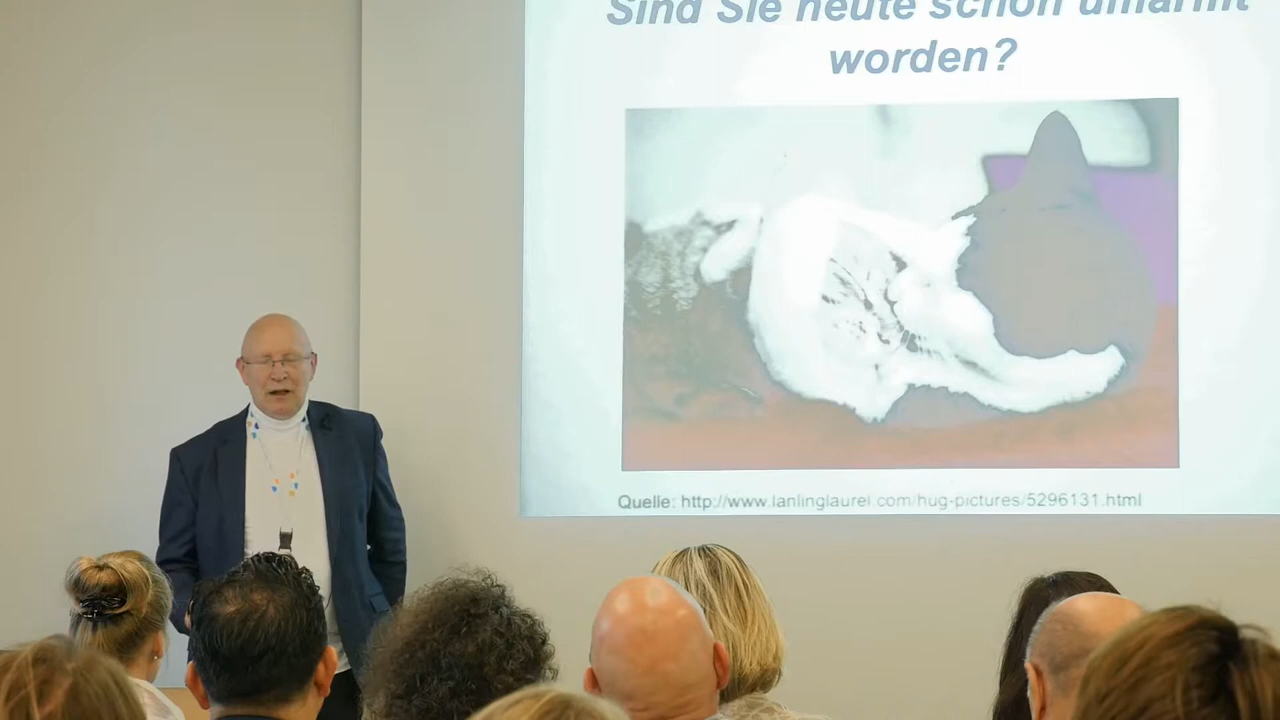 Sind Sie heute schon umarmt
worden?
Quelle: http://www.lanlinglaurel.com/hug-pictures/5296131.html